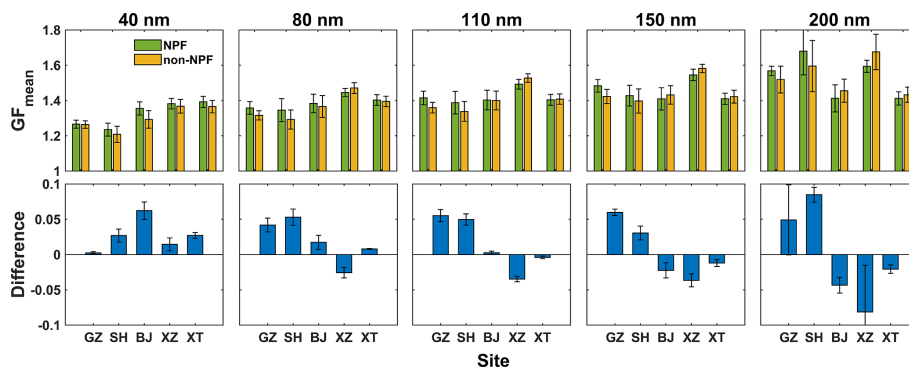 40 nm 80 nm 110 nm 150 nm 200 nm
1.8
1.6
1.4
1.2
1
GF mean
NPF
non-NPF
0.1
0.05
0
-0.05
-0.1
Difference
GZ SH BJ XZ XT GZ SH BJ XZ XT GZ SH BJ XZ XT GZ SH BJ XZ XT GZ SH BJ XZ XT
Site